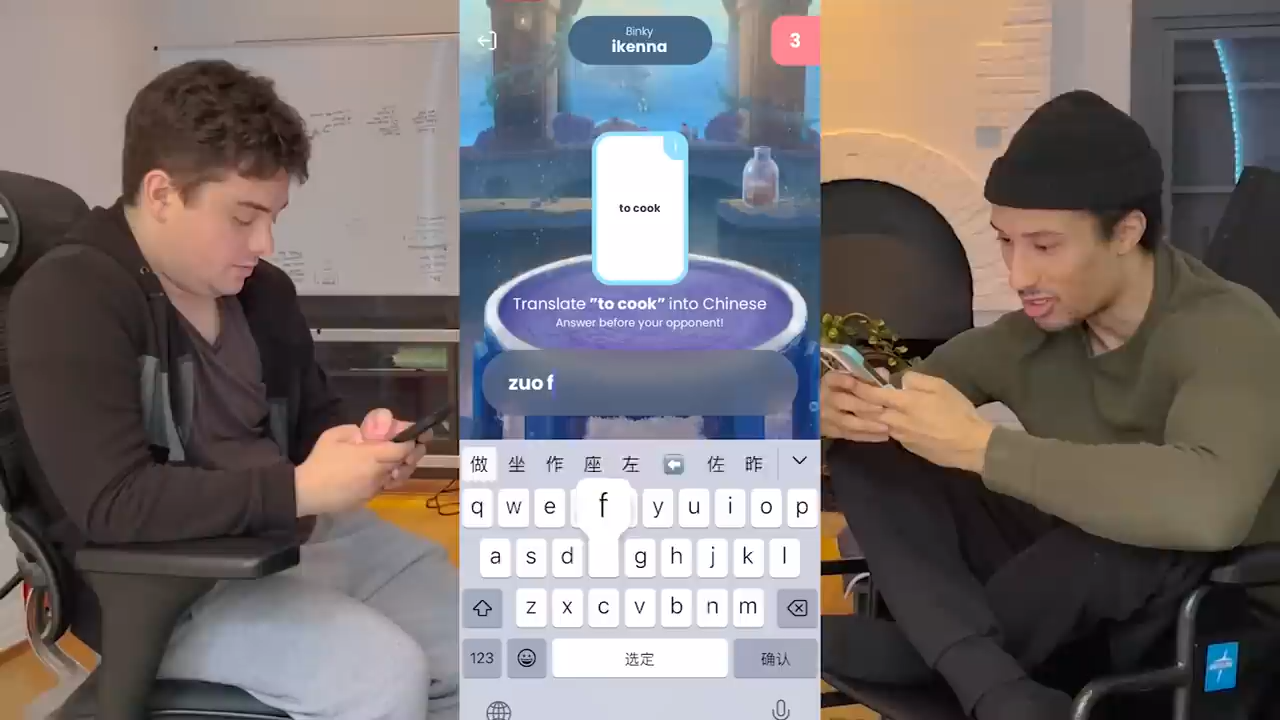 Binky
ikenna
3
to cook
Translate "to cook" into Chinese
Answer before your opponent!
zuo f
做 坐 作 座 左 ⬅ 佐 昨
q w e f y u i o p
a s d g h j k l
z x c v b n m
123 选定 确认